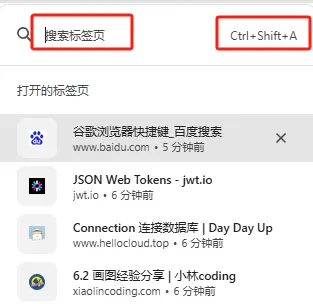 搜索标签页 Ctrl+Shift+A
打开的标签页
谷歌浏览器快捷键_百度搜索
www.baidu.com • 5 分钟前
JSON Web Tokens - jwt.io
jwt.io • 6 分钟前
Connection 连接数据库 | Day Day Up
www.hellocloud.top • 6 分钟前
6.2 画图经验分享 | 小林coding
xiaolincoding.com • 6 分钟前